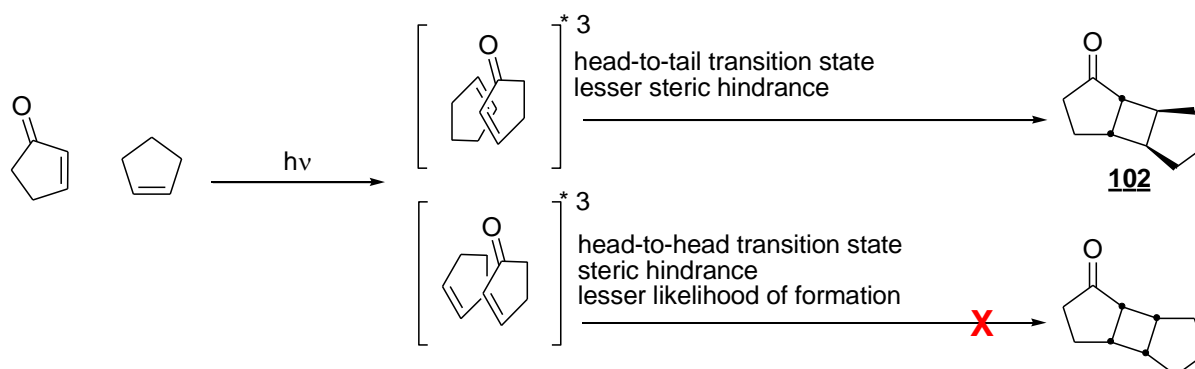 * 3
O
head-to-tail transition state
lesser steric hindrance
O
O
hν
102
* 3
O
head-to-head transition state
steric hindrance
lesser likelihood of formation
X
O